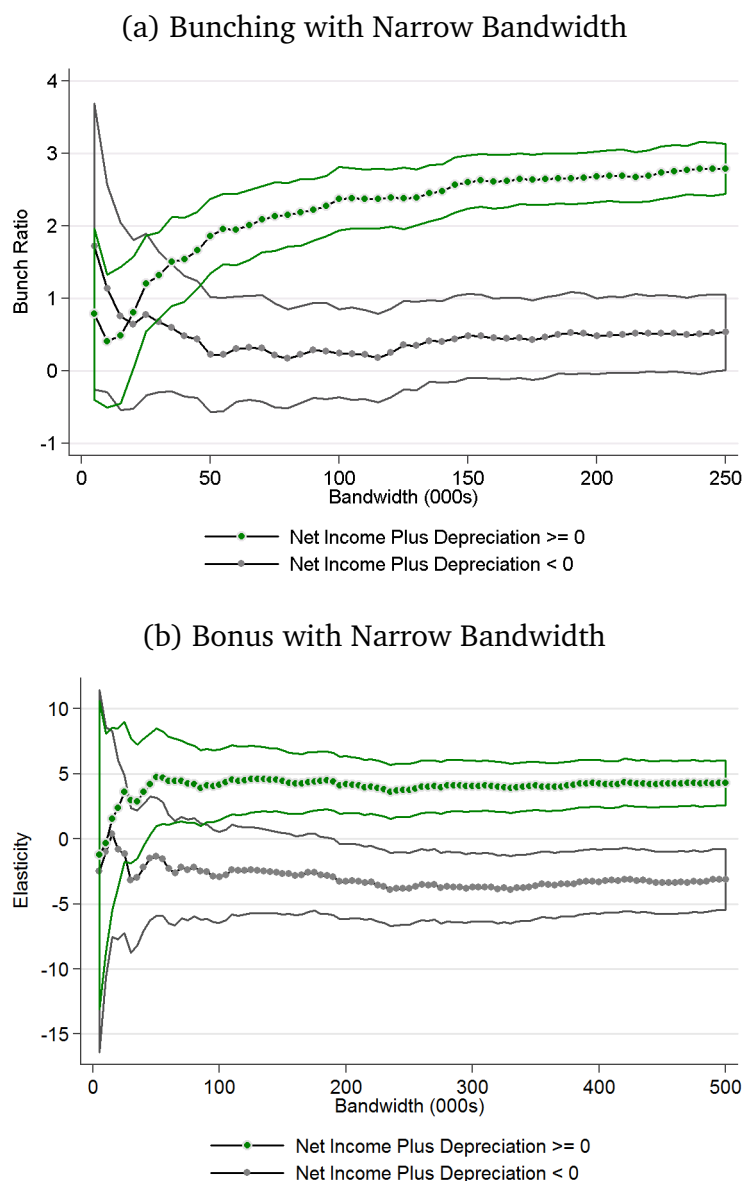 (a) Bunching with Narrow Bandwidth
4
3
2
1
0
-1
Bunch Ratio
0 50 100 150 200 250
Bandwidth (000s)
Net Income Plus Depreciation >= 0
Net Income Plus Depreciation < 0
(b) Bonus with Narrow Bandwidth
10
5
0
-5
-10
-15
Elasticity
0 100 200 300 400 500
Bandwidth (000s)
Net Income Plus Depreciation >= 0
Net Income Plus Depreciation < 0